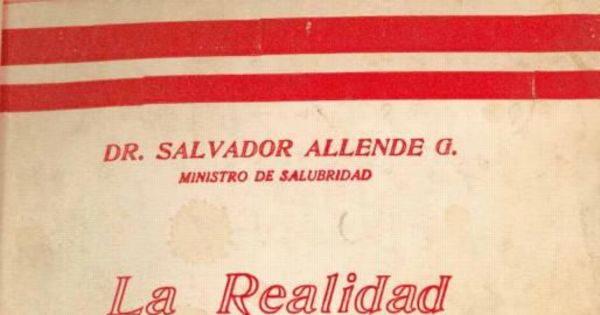 DR. SALVADOR ALLENDE G.
MINISTRO DE SALUBRIDAD
La Realidad